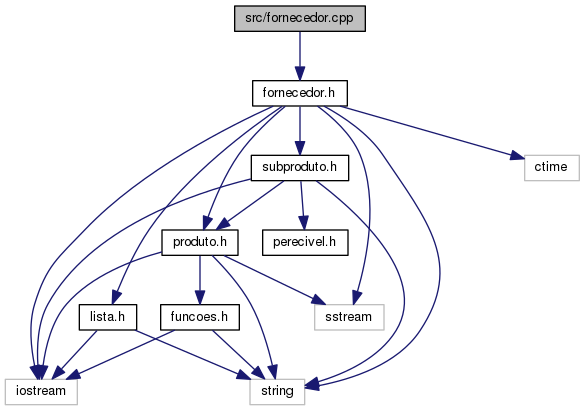 src/fornecedor.cpp
fornecedor.h
subproduto.h
ctime
produto.h
perecivel.h
lista.h
funcoes.h
sstream
iostream
string